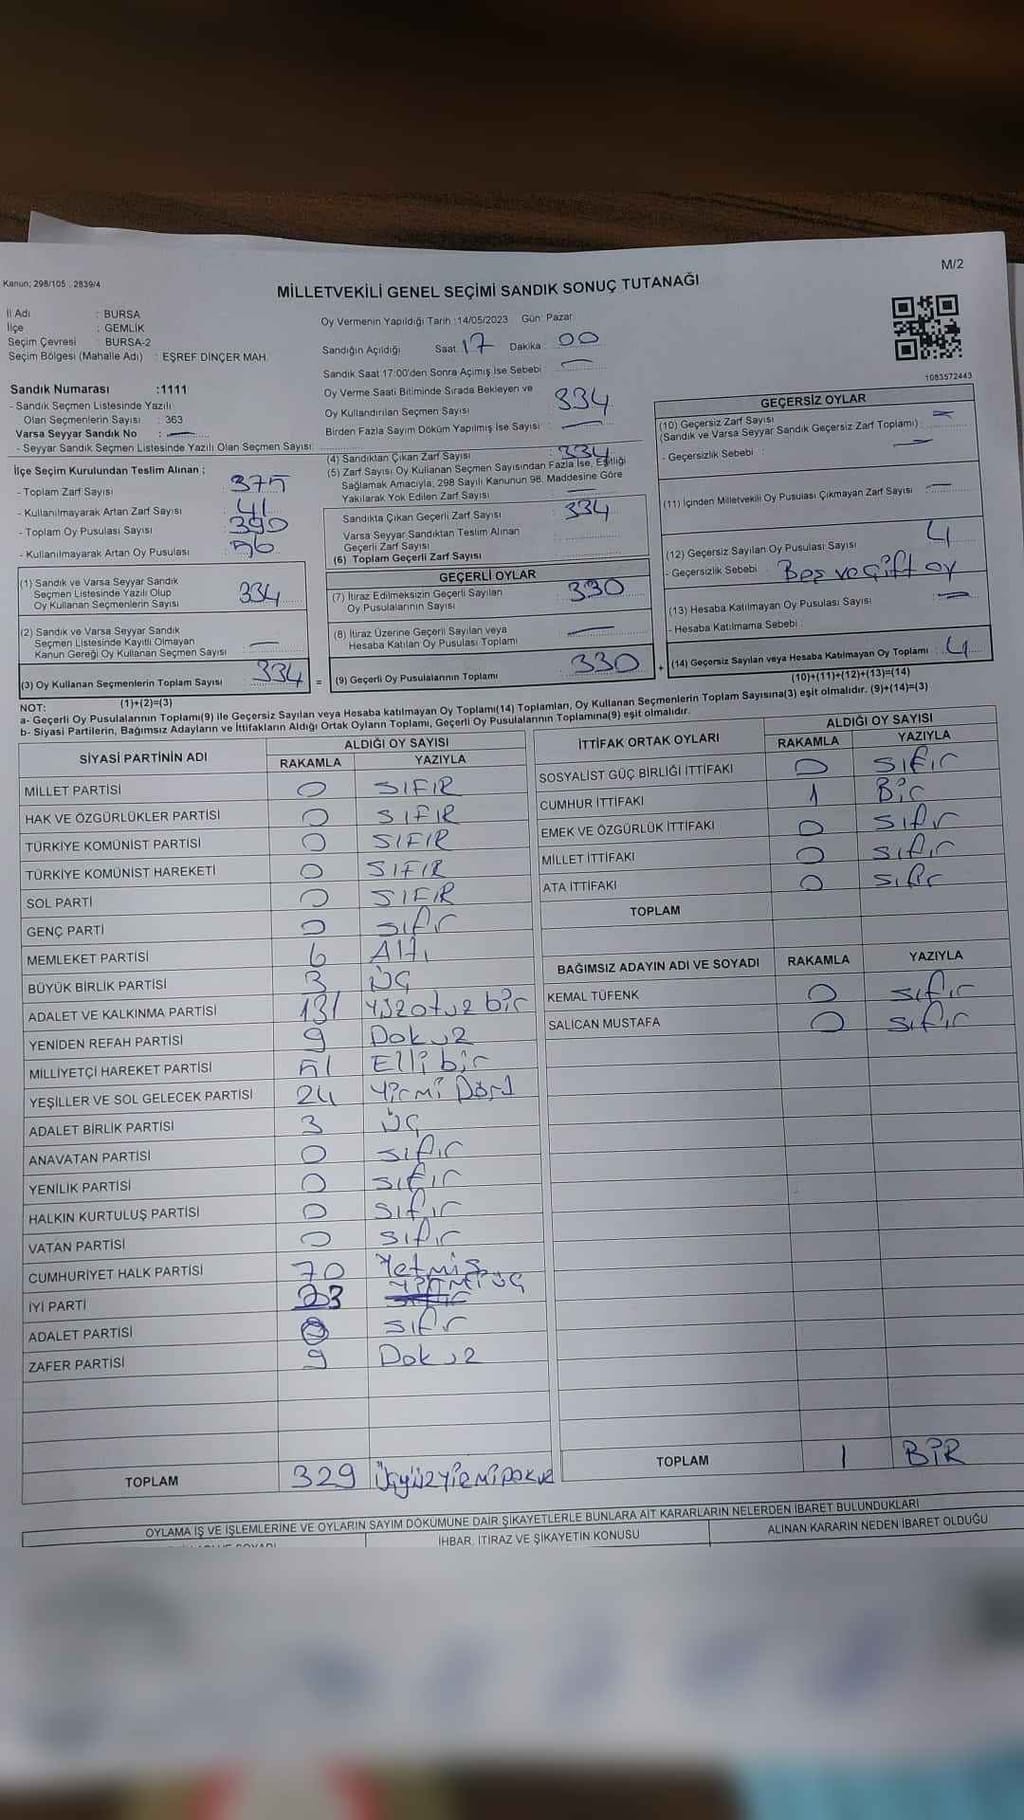 M/2
Kanun; 298/105 . 2839/4
MİLLETVEKİLİ GENEL SEÇİMİ SANDIK SONUÇ TUTANAĞI
İl Adı : BURSA
İlçe : GEMLİK
Seçim Çevresi : BURSA-2
Seçim Bölgesi (Mahalle Adı) : EŞREF DİNÇER MAH.
Sandık Numarası :1111
- Sandık Seçmen Listesinde Yazılı
Olan Seçmenlerin Sayısı : 363
Varsa Seyyar Sandık No : —
- Seyyar Sandık Seçmen Listesinde Yazılı Olan Seçmen Sayısı:
Oy Vermenin Yapıldığı Tarih :14/05/2023 Gün: Pazar
Sandığın Açıldığı Saat 17 Dakika : 00
Sandık Saat 17:00'den Sonra Açımış İse Sebebi : —
Oy Verme Saati Bitiminde Sırada Bekleyen ve
Oy Kullandırılan Seçmen Sayısı : 334
Birden Fazla Sayım Döküm Yapılmış İse Sayısı : —
1083572443
İlçe Seçim Kurulundan Teslim Alınan ;
- Toplam Zarf Sayısı : 375
- Kullanılmayarak Artan Zarf Sayısı : 41
- Toplam Oy Pusulası Sayısı : 390
- Kullanılmayarak Artan Oy Pusulası : 56
(1) Sandık ve Varsa Seyyar Sandık
Seçmen Listesinde Yazılı Olup
Oy Kullanan Seçmenlerin Sayısı : 334
(2) Sandık ve Varsa Seyyar Sandık
Seçmen Listesinde Kayıtlı Olmayan
Kanun Gereği Oy Kullanan Seçmen Sayısı : —
(3) Oy Kullanan Seçmenlerin Toplam Sayısı : 334 =
(1)+(2)=(3)
(4) Sandıktan Çıkan Zarf Sayısı : 334
(5) Zarf Sayısı Oy Kullanan Seçmen Sayısından Fazla İse, Eşitliği
Sağlamak Amacıyla, 298 Sayılı Kanunun 98. Maddesine Göre
Yakılarak Yok Edilen Zarf Sayısı : —
Sandıkta Çıkan Geçerli Zarf Sayısı : 334
Varsa Seyyar Sandıktan Teslim Alınan
Geçerli Zarf Sayısı :
(6) Toplam Geçerli Zarf Sayısı :
GEÇERLİ OYLAR
(7) İtiraz Edilmeksizin Geçerli Sayılan
Oy Pusulalarının Sayısı : 330
(8) İtiraz Üzerine Geçerli Sayılan veya
Hesaba Katılan Oy Pusulası Toplamı : —
(9) Geçerli Oy Pusulalarının Toplamı : 330 +
GEÇERSİZ OYLAR
(10) Geçersiz Zarf Sayısı : —
(Sandık ve Varsa Seyyar Sandık Geçersiz Zarf Toplamı)
- Geçersizlik Sebebi : —
(11) İçinden Milletvekili Oy Pusulası Çıkmayan Zarf Sayısı : —
(12) Geçersiz Sayılan Oy Pusulası Sayısı : 4
- Geçersizlik Sebebi : Boş ve Çift oy
(13) Hesaba Katılmayan Oy Pusulası Sayısı : —
- Hesaba Katılmama Sebebi :
(14) Geçersiz Sayılan veya Hesaba Katılmayan Oy Toplamı : 4
(10)+(11)+(12)+(13)=(14)
NOT:
a- Geçerli Oy Pusulalarının Toplamı(9) ile Geçersiz Sayılan veya Hesaba katılmayan Oy Toplamı(14) Toplamları, Oy Kullanan Seçmenlerin Toplam Sayısına(3) eşit olmalıdır. (9)+(14)=(3)
b- Siyasi Partilerin, Bağımsız Adayların ve İttifakların Aldığı Ortak Oyların Toplamı, Geçerli Oy Pusulalarının Toplamına(9) eşit olmalıdır.
SİYASİ PARTİNİN ADI ALDIĞI OY SAYISI
RAKAMLA YAZIYLA
MİLLET PARTİSİ 0 SIFIR
HAK VE ÖZGÜRLÜKLER PARTİSİ 0 SIFIR
TÜRKİYE KOMÜNİST PARTİSİ 0 SIFIR
TÜRKİYE KOMÜNİST HAREKETİ 0 SIFIR
SOL PARTİ 0 SIFIR
GENÇ PARTİ 0 sıfır
MEMLEKET PARTİSİ 6 Altı
BÜYÜK BİRLİK PARTİSİ 3 ÜÇ
ADALET VE KALKINMA PARTİSİ 131 Yüzotuz bir
YENİDEN REFAH PARTİSİ 9 Dokuz
MİLLİYETÇİ HAREKET PARTİSİ 51 Elli bir
YEŞİLLER VE SOL GELECEK PARTİSİ 24 Yirmi Dört
ADALET BİRLİK PARTİSİ 3 ÜÇ
ANAVATAN PARTİSİ 0 sıfır
YENİLİK PARTİSİ 0 sıfır
HALKIN KURTULUŞ PARTİSİ 0 sıfır
VATAN PARTİSİ 0 sıfır
CUMHURİYET HALK PARTİSİ 70 Yetmiş
İYİ PARTİ 23 YİRMİ ÜÇ
ADALET PARTİSİ 0 sıfır
ZAFER PARTİSİ 9 Dokuz
TOPLAM 329 Üçyüzyirmidokuz
İTTİFAK ORTAK OYLARI ALDIĞI OY SAYISI
RAKAMLA YAZIYLA
SOSYALİST GÜÇ BİRLİĞİ İTTİFAKI 0 sıfır
CUMHUR İTTİFAKI 1 Bir
EMEK VE ÖZGÜRLÜK İTTİFAKI 0 sıfır
MİLLET İTTİFAKI 0 sıfır
ATA İTTİFAKI 0 sıfır
TOPLAM
BAĞIMSIZ ADAYIN ADI VE SOYADI RAKAMLA YAZIYLA
KEMAL TÜFENK 0 sıfır
SALİCAN MUSTAFA 0 sıfır
TOPLAM 1 BİR
OYLAMA İŞ VE İŞLEMLERİNE VE OYLARIN SAYIM DÖKÜMÜNE DAİR ŞİKAYETLERLE BUNLARA AİT KARARLARIN NELERDEN İBARET BULUNDUKLARI
İHBAR, İTİRAZ VE ŞİKAYETİN KONUSU
ALINAN KARARIN NEDEN İBARET OLDUĞU